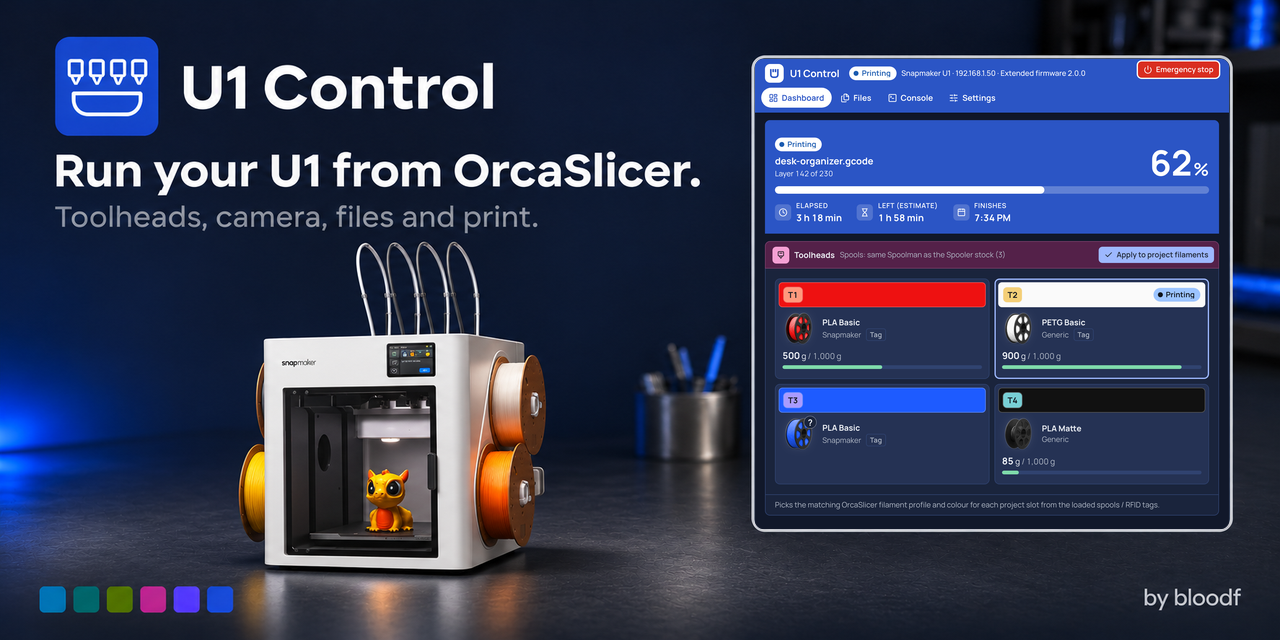 U1 Control
Run your U1 from OrcaSlicer.
Toolheads, camera, files and print.
snapmaker
U1 Control
Printing
Snapmaker U1 · 192.168.1.50 · Extended firmware 2.0.0
Emergency stop
Dashboard
Files
Console
Settings
Printing
desk-organizer.gcode
Layer 142 of 230
62%
ELAPSED
3 h 18 min
LEFT (ESTIMATE)
1 h 58 min
FINISHES
7:34 PM
Toolheads
Spools: same Spoolman as the Spooler stock (3)
Apply to project filaments
T1
PLA Basic
Snapmaker Tag
500 g / 1,000 g
T2
Printing
PETG Basic
Generic Tag
900 g / 1,000 g
T3
?
PLA Basic
Snapmaker Tag
T4
PLA Matte
Generic
85 g / 1,000 g
Picks the matching OrcaSlicer filament profile and colour for each project slot from the loaded spools / RFID tags.
by bloodf